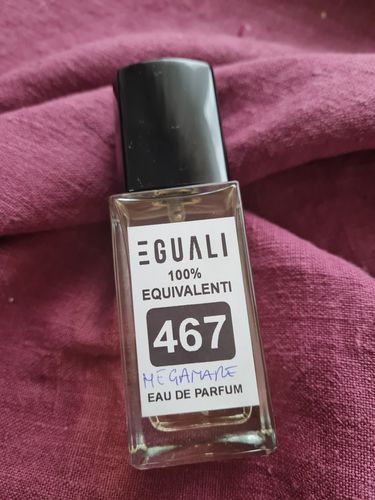 EGUALI
100%
EQUIVALENTI
467
MEGAMARE
EAU DE PARFUM